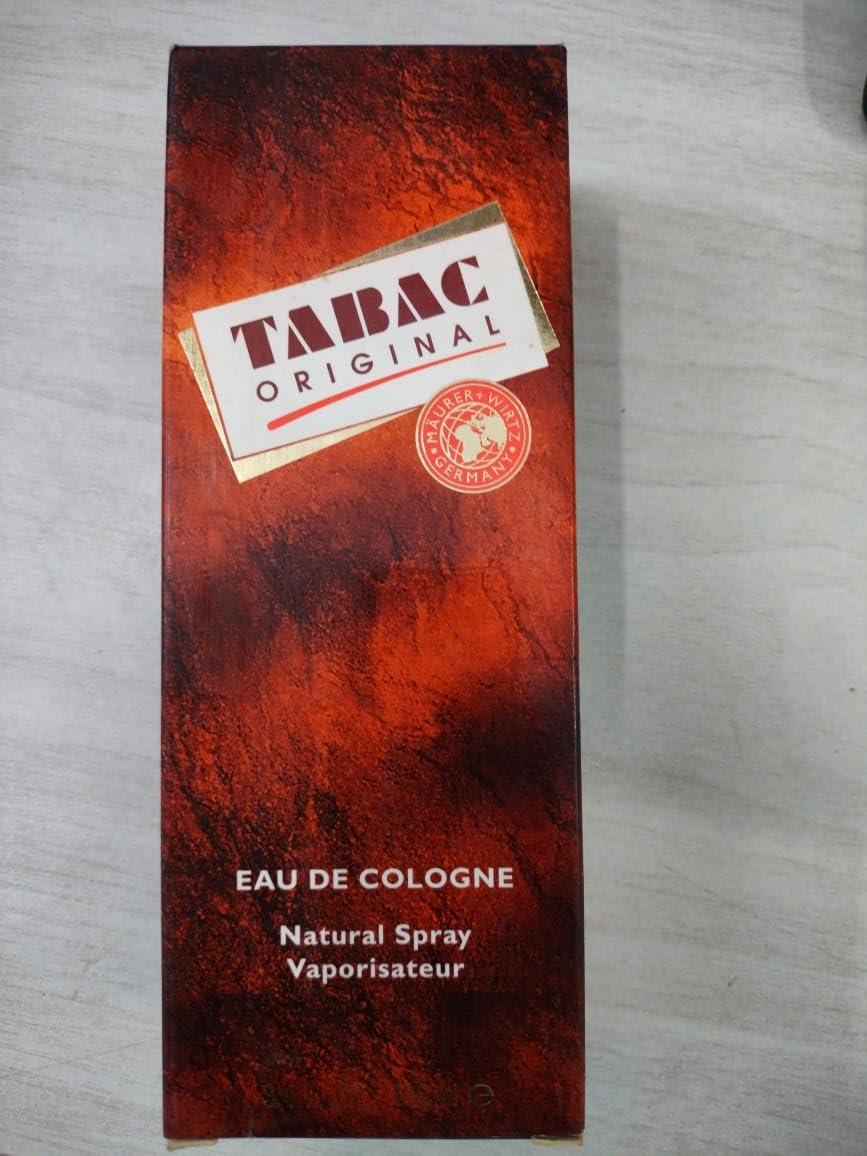 TABAC
ORIGINAL
MÄURER + WIRTZ
GERMANY
EAU DE COLOGNE
Natural Spray
Vaporisateur
℮